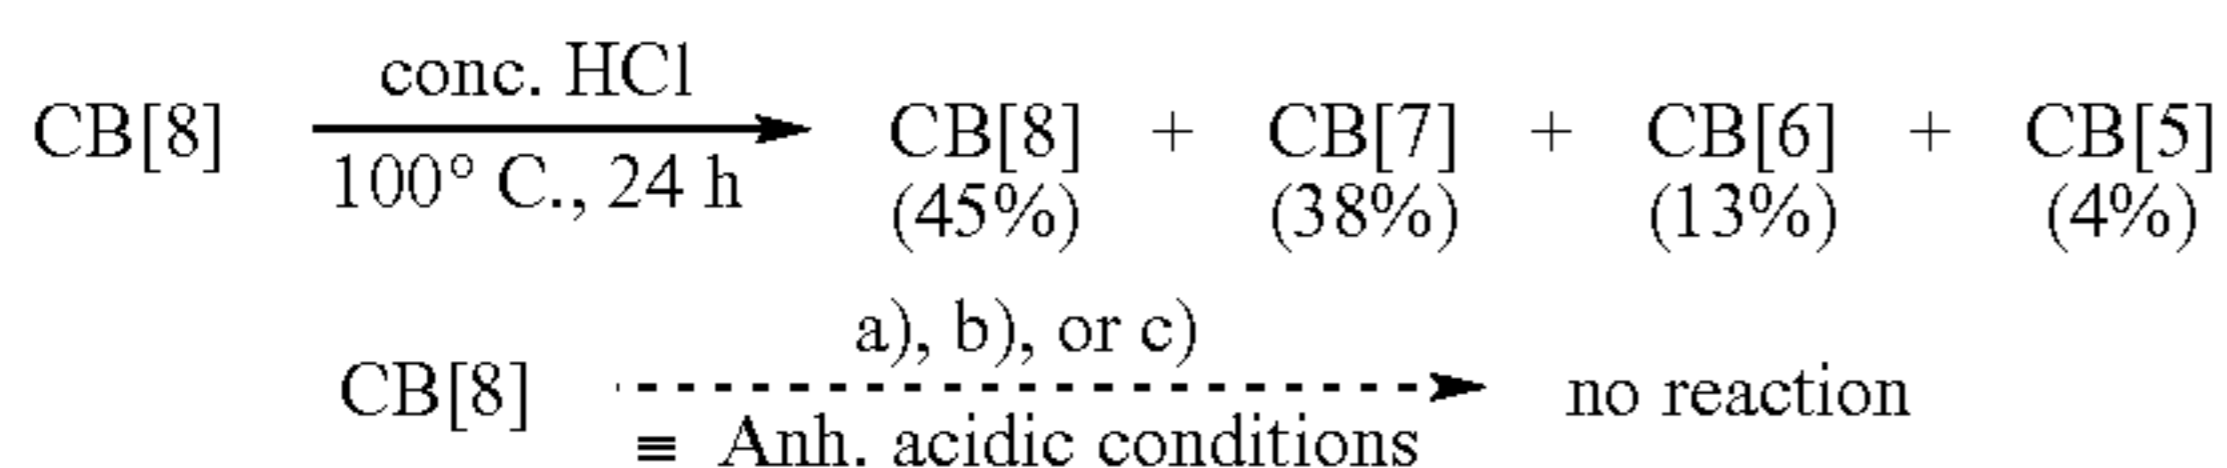 conc. HCl
CB[8] CB[8] + CB[7] + CB[6] + CB[5]
100° C., 24 h (45%) (38%) (13%) (4%)
a), b), or c)
CB[8] no reaction
≡ Anh. acidic conditions